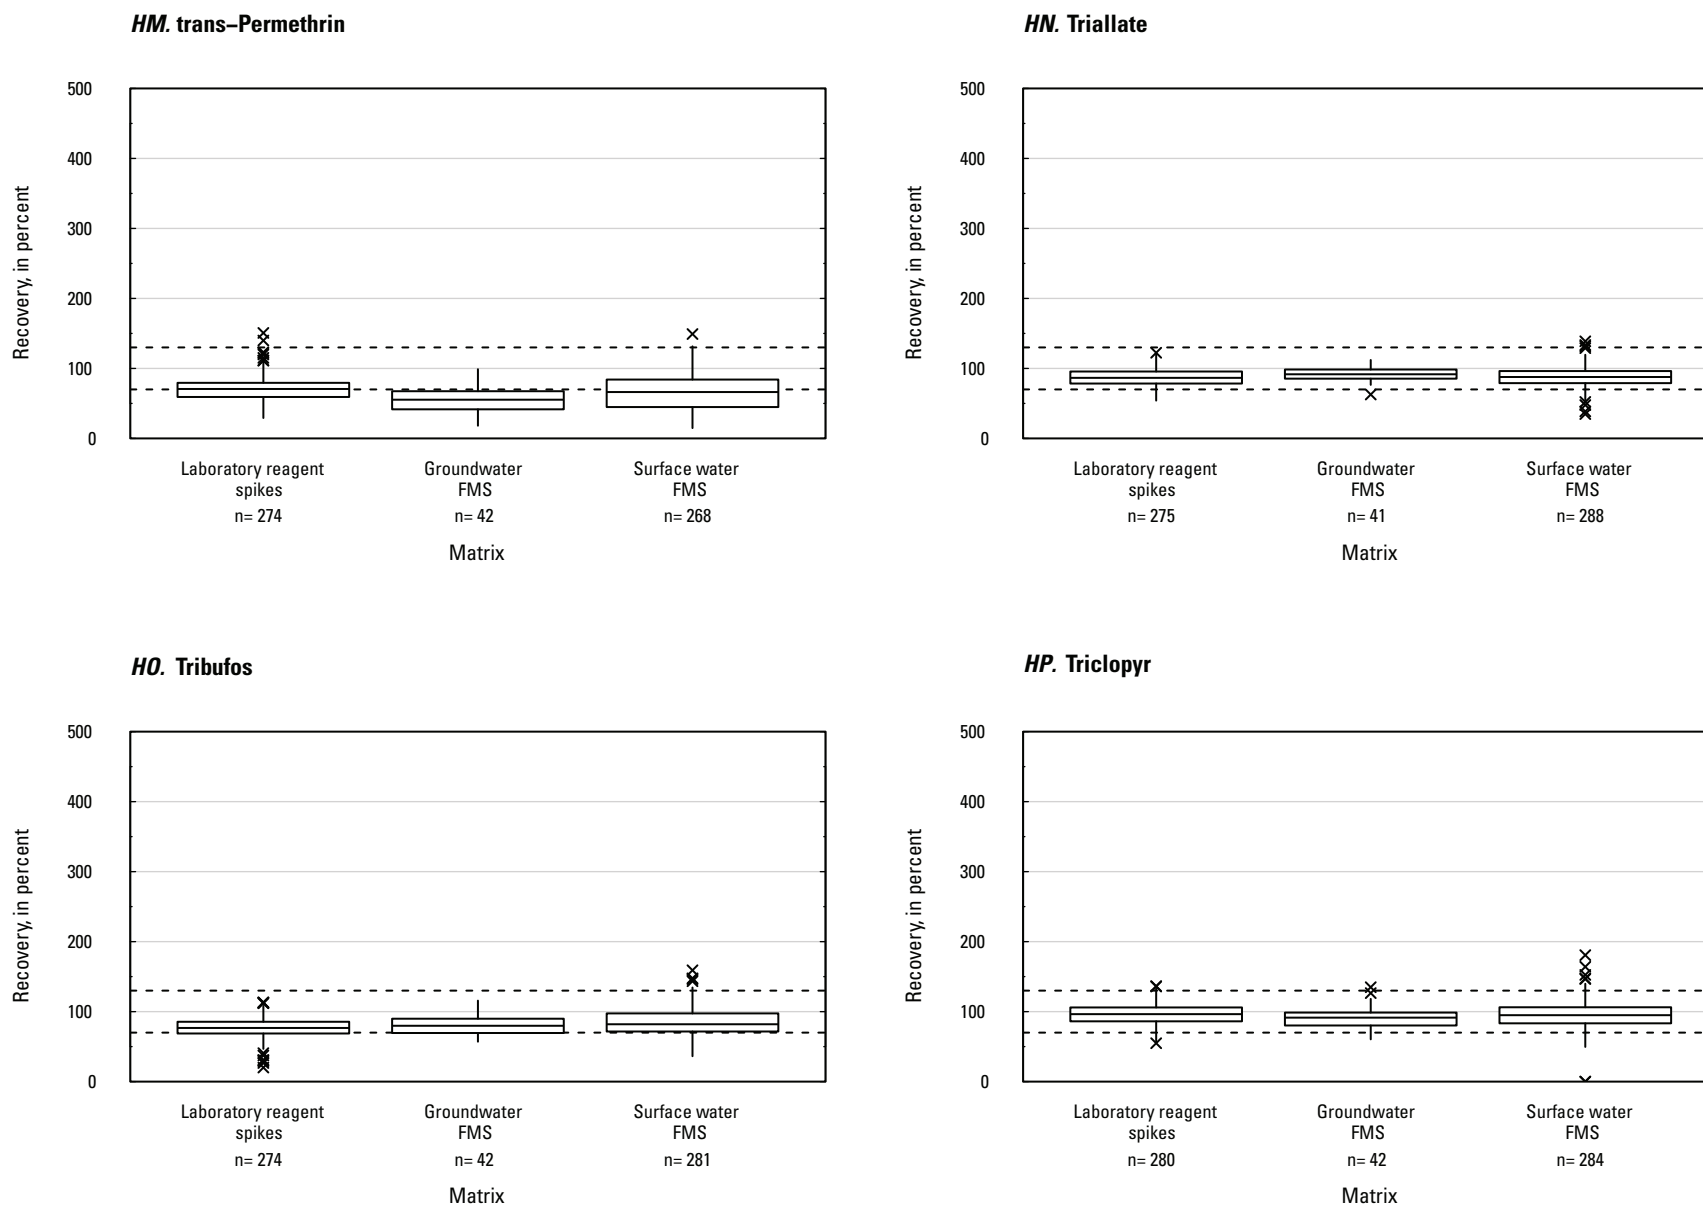 HM. trans–Permethrin
Recovery, in percent
500
400
300
200
100
0
Laboratory reagent
spikes
n= 274
Groundwater
FMS
n= 42
Surface water
FMS
n= 268
Matrix
HN. Triallate
Recovery, in percent
500
400
300
200
100
0
Laboratory reagent
spikes
n= 275
Groundwater
FMS
n= 41
Surface water
FMS
n= 288
Matrix
HO. Tribufos
Recovery, in percent
500
400
300
200
100
0
Laboratory reagent
spikes
n= 274
Groundwater
FMS
n= 42
Surface water
FMS
n= 281
Matrix
HP. Triclopyr
Recovery, in percent
500
400
300
200
100
0
Laboratory reagent
spikes
n= 280
Groundwater
FMS
n= 42
Surface water
FMS
n= 284
Matrix